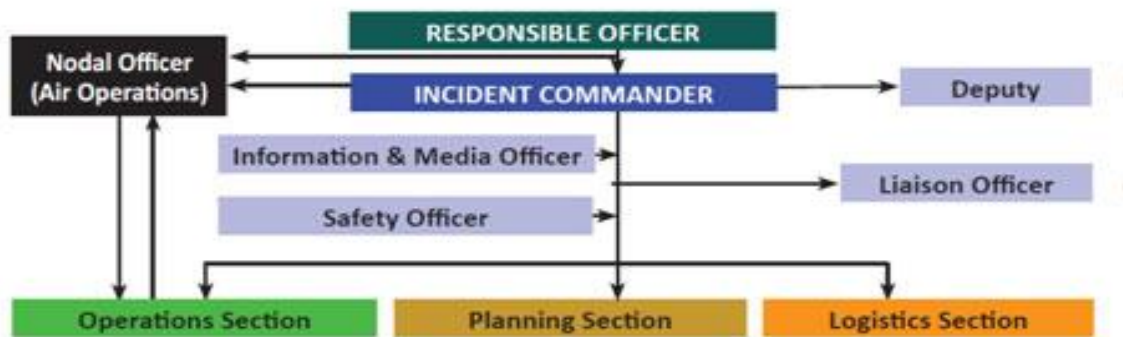 RESPONSIBLE OFFICER
Nodal Officer
(Air Operations)
INCIDENT COMMANDER
Deputy
Information & Media Officer
Liaison Officer
Safety Officer
Operations Section
Planning Section
Logistics Section